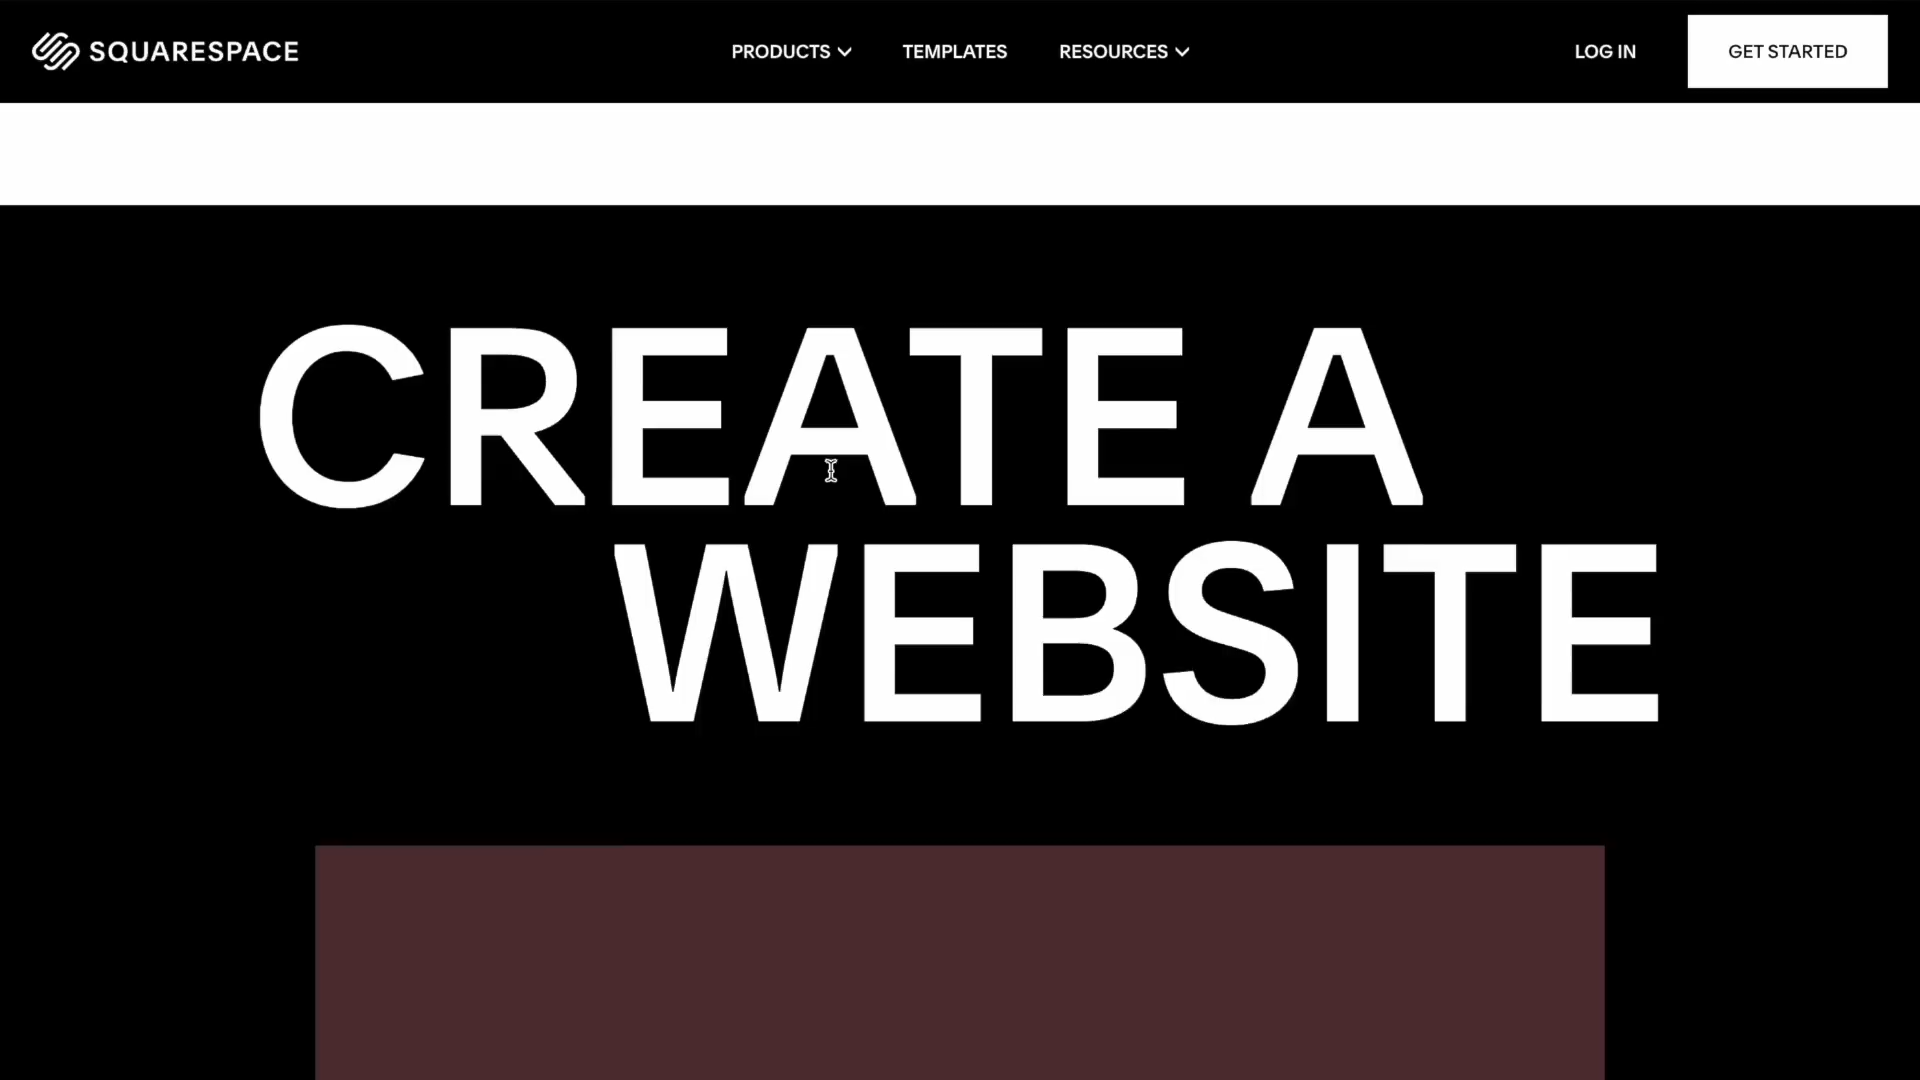 SQUARESPACE
PRODUCTS
TEMPLATES
RESOURCES
LOG IN
GET STARTED
CREATE A
WEBSITE